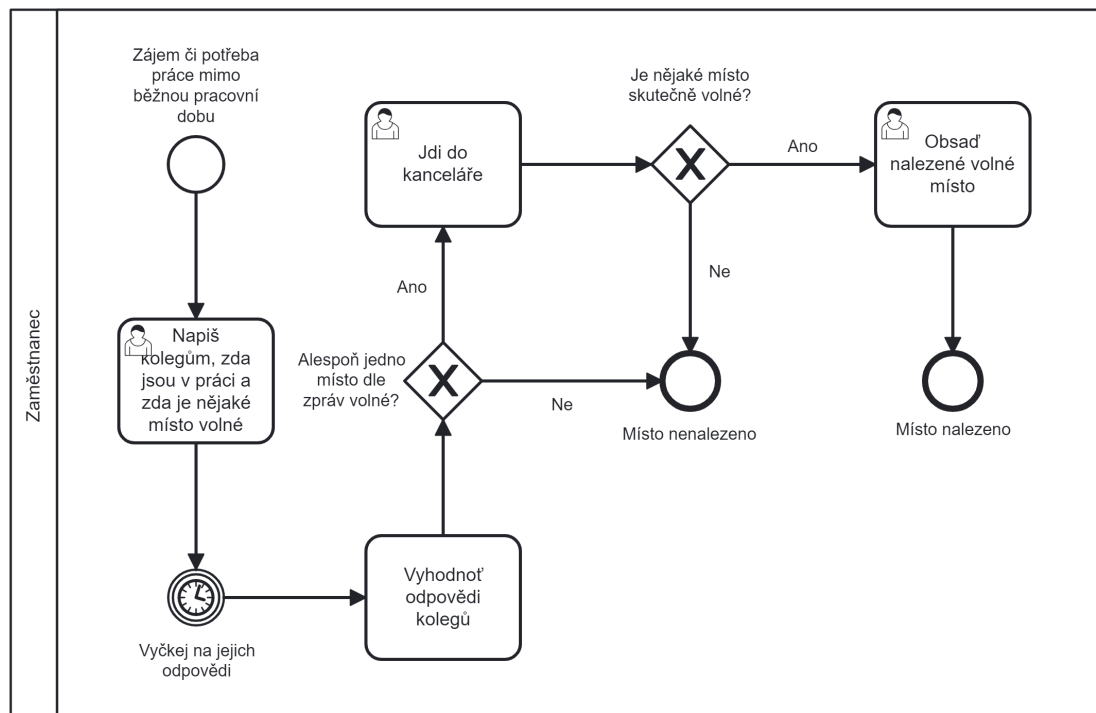 Zaměstnanec
Zájem či potřeba
práce mimo
běžnou pracovní
dobu
Napiš
kolegům, zda
jsou v práci a
zda je nějaké
místo volné
Vyčkej na jejich
odpovědi
Vyhodnoť
odpovědi
kolegů
Alespoň jedno
místo dle
zpráv volné?
Ano
Ne
Jdi do
kanceláře
Je nějaké místo
skutečně volné?
Ano
Ne
Místo nenalezeno
Obsaď
nalezené volné
místo
Místo nalezeno